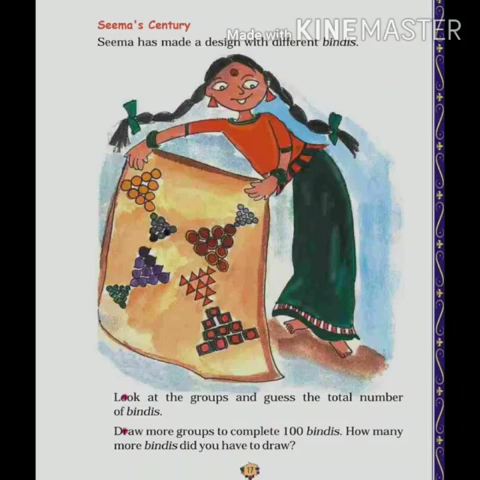 Seema's Century
Made with KINEMASTER
Seema has made a design with different bindis.
Look at the groups and guess the total number
of bindis.
Draw more groups to complete 100 bindis. How many
more bindis did you have to draw?
17